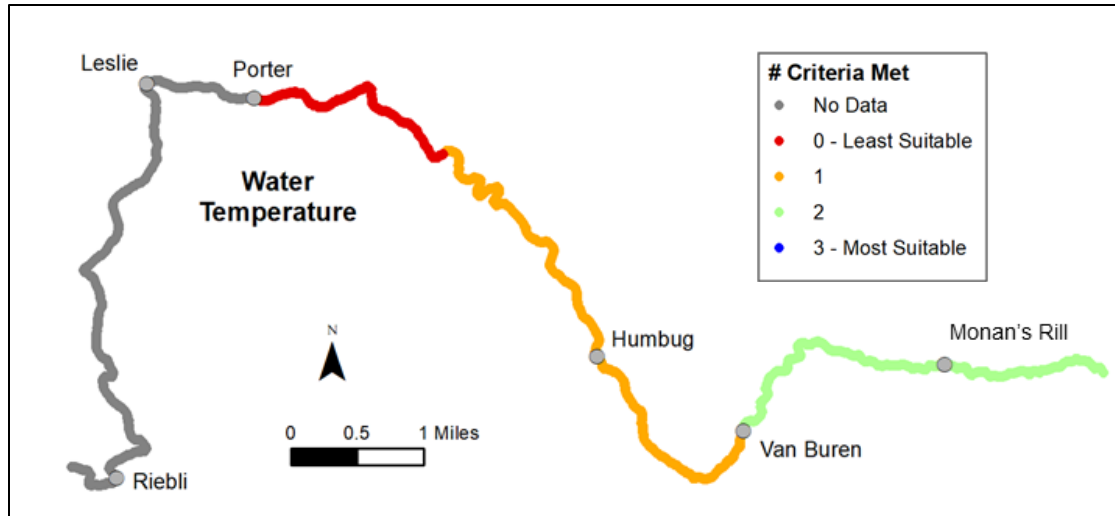 Leslie
Porter
# Criteria Met
No Data
0 - Least Suitable
1
2
3 - Most Suitable
Water
Temperature
N
Humbug
Monan's Rill
0 0.5 1 Miles
Van Buren
Riebli